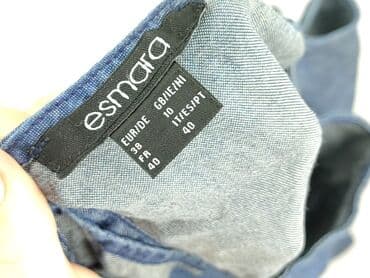 esmara
EUR/DE GB/IE/NI
38 10
FR IT/ES/PT
40 40